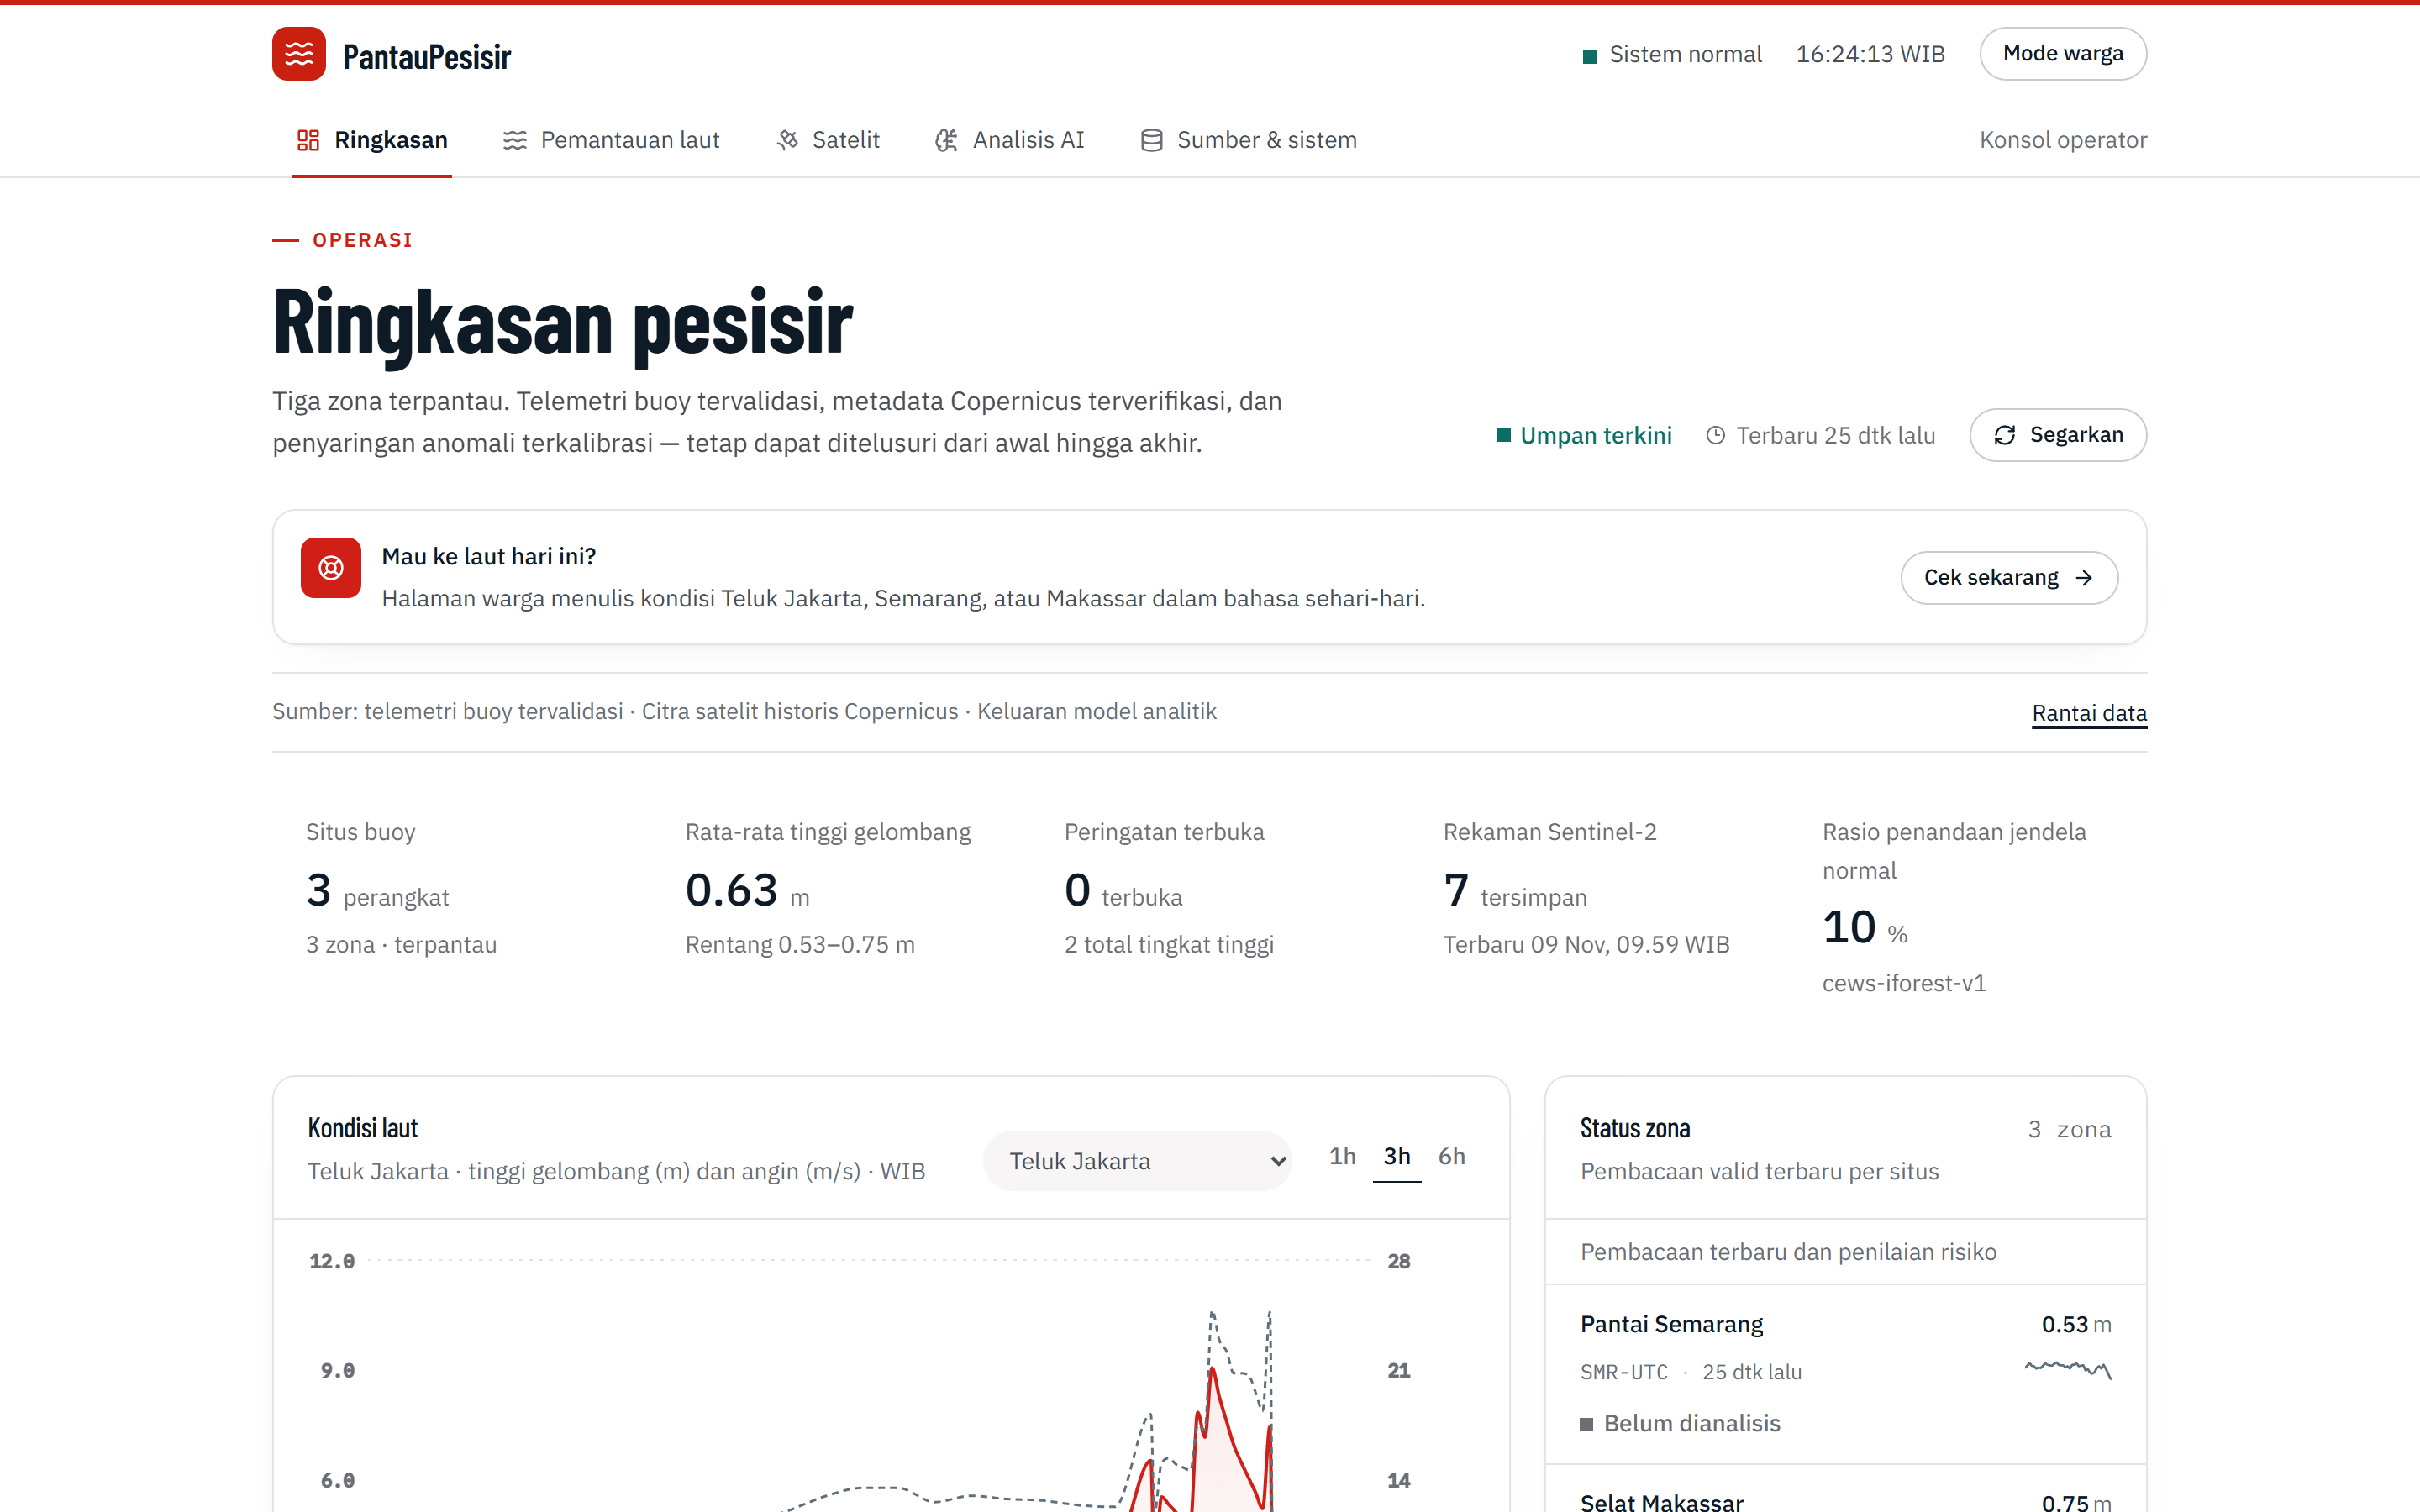 PantauPesisir
Sistem normal
16:24:13 WIB
Mode warga
Ringkasan
Pemantauan laut
Satelit
Analisis AI
Sumber & sistem
Konsol operator
— OPERASI
Ringkasan pesisir
Tiga zona terpantau. Telemetri buoy tervalidasi, metadata Copernicus terverifikasi, dan
penyaringan anomali terkalibrasi — tetap dapat ditelusuri dari awal hingga akhir.
Umpan terkini
Terbaru 25 dtk lalu
Segarkan
Mau ke laut hari ini?
Halaman warga menulis kondisi Teluk Jakarta, Semarang, atau Makassar dalam bahasa sehari-hari.
Cek sekarang →
Sumber: telemetri buoy tervalidasi · Citra satelit historis Copernicus · Keluaran model analitik
Rantai data
Situs buoy
3 perangkat
3 zona · terpantau
Rata-rata tinggi gelombang
0.63 m
Rentang 0.53–0.75 m
Peringatan terbuka
0 terbuka
2 total tingkat tinggi
Rekaman Sentinel-2
7 tersimpan
Terbaru 09 Nov, 09.59 WIB
Rasio penandaan jendela
normal
10 %
cews-iforest-v1
Kondisi laut
Teluk Jakarta · tinggi gelombang (m) dan angin (m/s) · WIB
Teluk Jakarta
1h 3h 6h
12.0
9.0
6.0
28
21
14
Status zona
3 zona
Pembacaan valid terbaru per situs
Pembacaan terbaru dan penilaian risiko
Pantai Semarang
0.53 m
SMR-UTC · 25 dtk lalu
Belum dianalisis
Selat Makassar
0.75 m